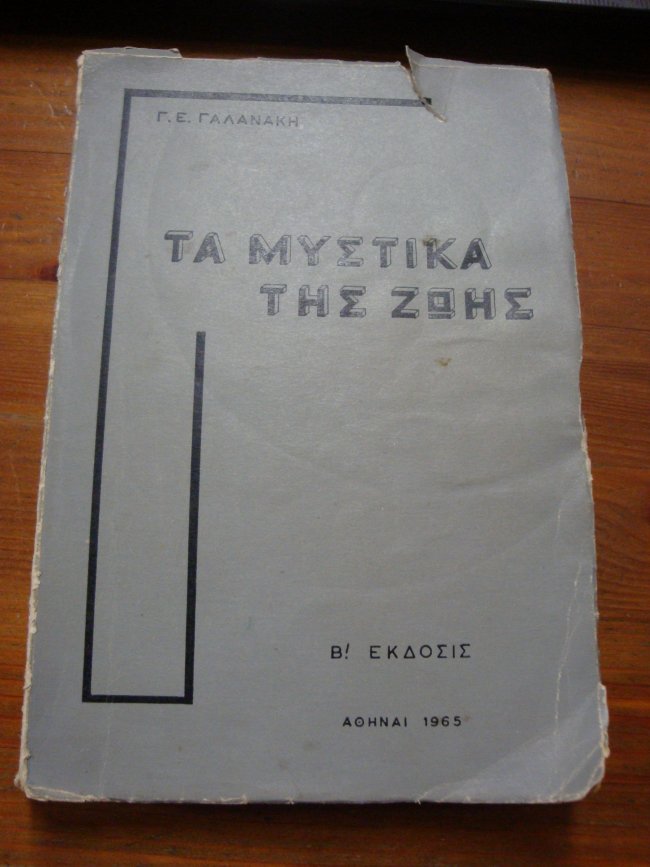 Γ. Ε. ΓΑΛΑΝΑΚΗ
ΤΑ ΜΥΣΤΙΚΑ
ΤΗΣ ΖΩΗΣ
Β! ΕΚΔΟΣΙΣ
ΑΘΗΝΑΙ 1965